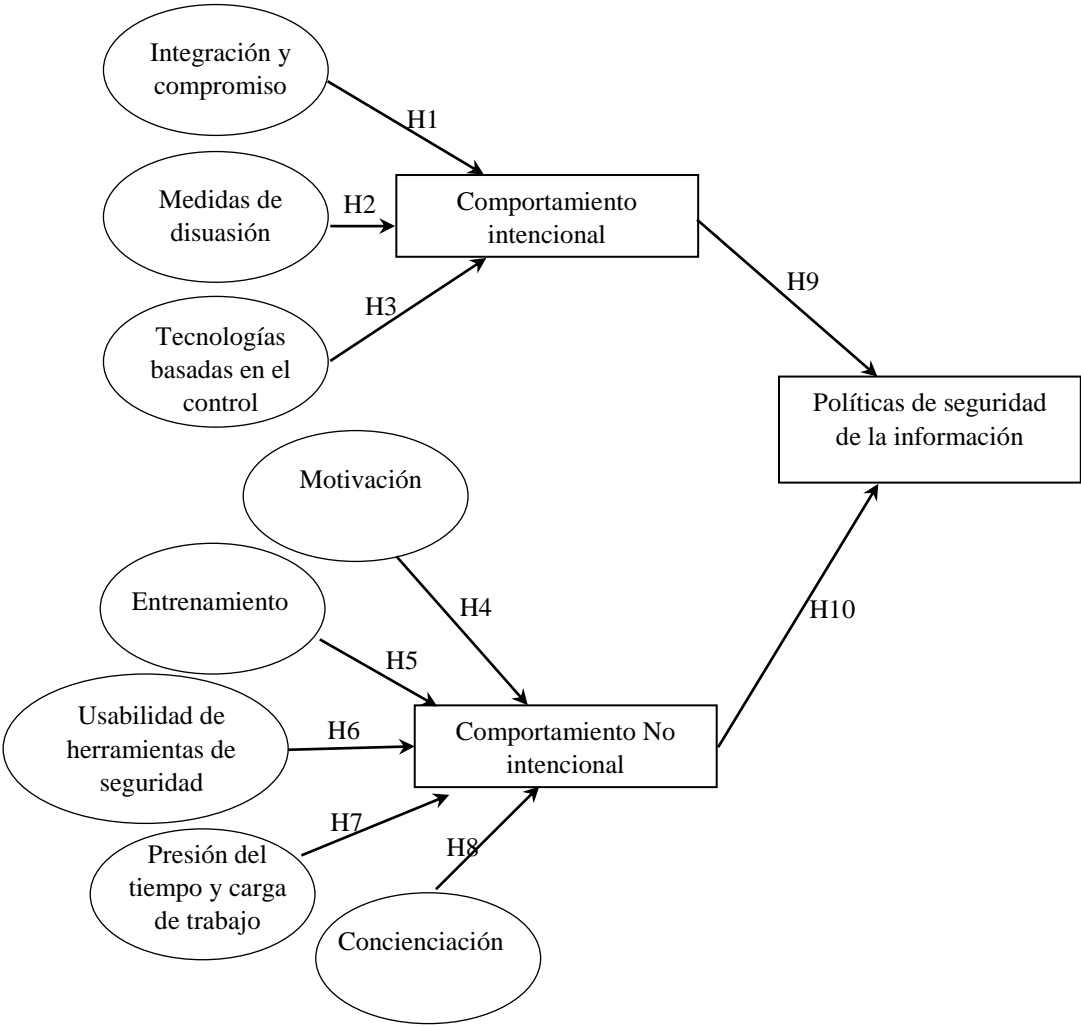 Integración y
compromiso
H1
Medidas de
disuasión
H2
Comportamiento
intencional
H9
H3
Tecnologías
basadas en el
control
Políticas de seguridad
de la información
Motivación
H4
Entrenamiento
H5
H10
Usabilidad de
herramientas de
seguridad
H6
Comportamiento No
intencional
H7
Presión del
tiempo y carga
de trabajo
H8
Concienciación